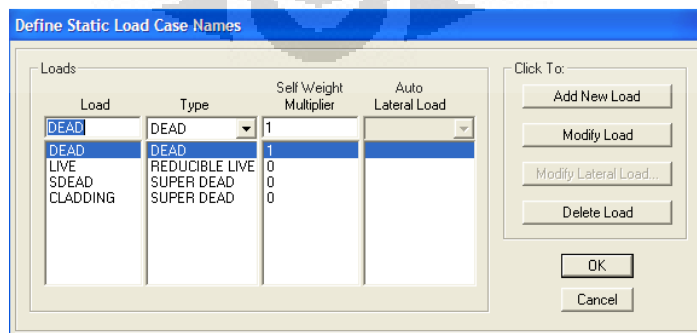 Define Static Load Case Names
Loads
Click To:
Load
Type
Self Weight
Multiplier
Auto
Lateral Load
DEAD
DEAD
1
DEAD DEAD 1
LIVE REDUCIBLE LIVE 0
SDEAD SUPER DEAD 0
CLADDING SUPER DEAD 0
Add New Load
Modify Load
Modify Lateral Load...
Delete Load
OK
Cancel